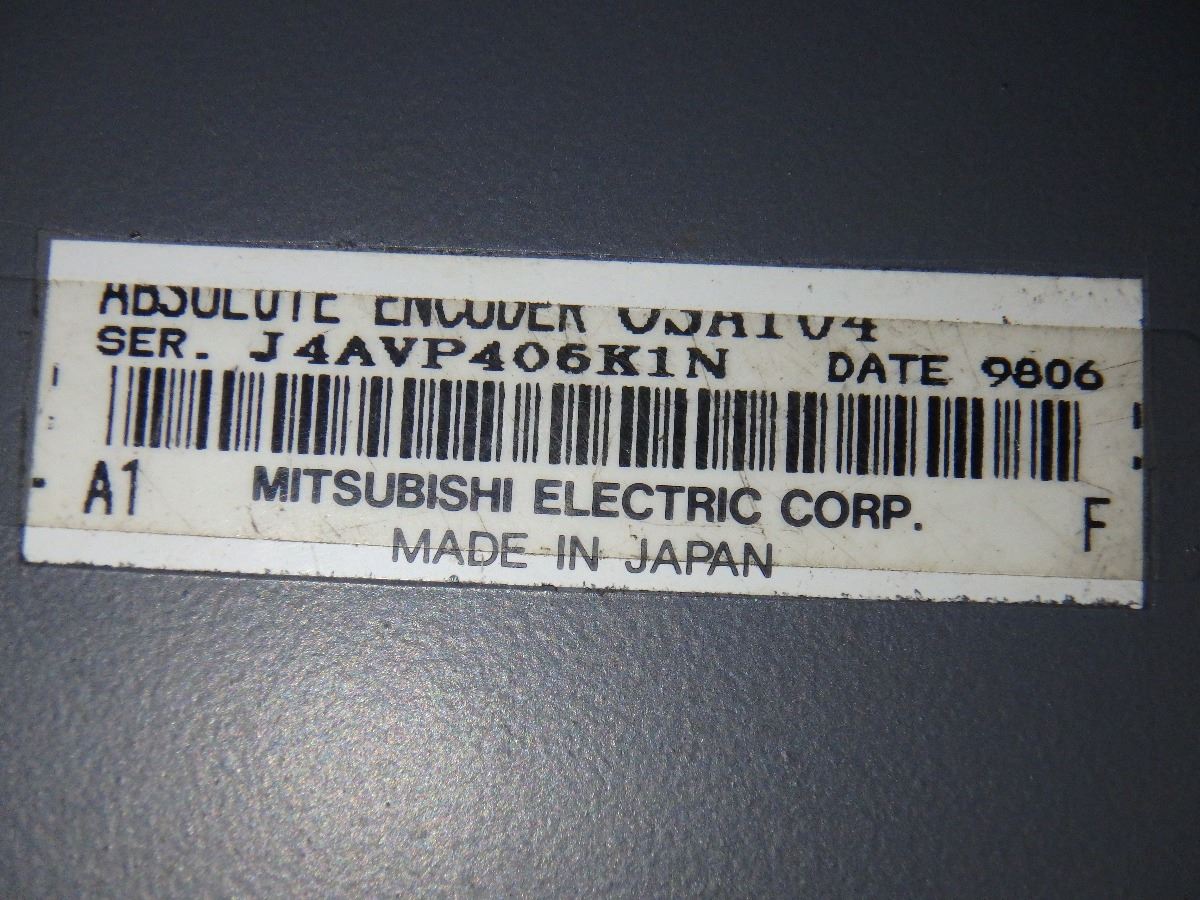 ABSOLUTE ENCODER OSA104
SER. J4AVP406K1N DATE 9806
A1 MITSUBISHI ELECTRIC CORP. F
MADE IN JAPAN